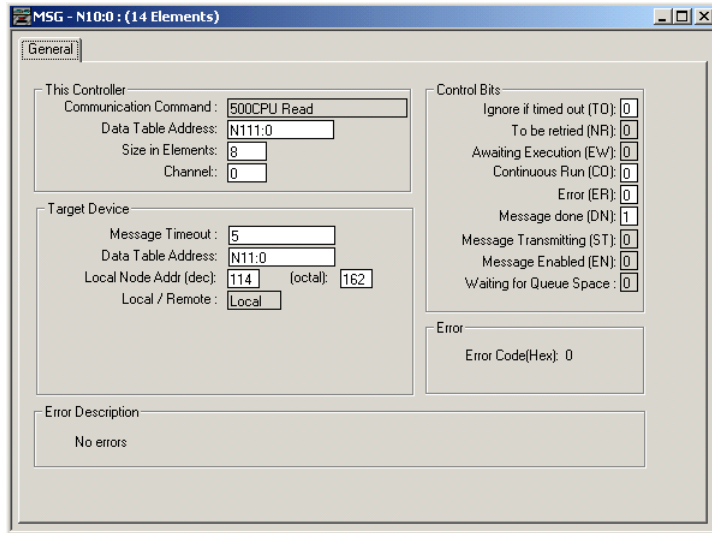 MSG - N10:0 : (14 Elements)
General
This Controller
Communication Command : 500CPU Read
Data Table Address: N111:0
Size in Elements: 8
Channel:: 0
Target Device
Message Timeout : 5
Data Table Address: N11:0
Local Node Addr (dec): 114 (octal): 162
Local / Remote : Local
Control Bits
Ignore if timed out (TO): 0
To be retried (NR): 0
Awaiting Execution (EW): 0
Continuous Run (CO): 0
Error (ER): 0
Message done (DN): 1
Message Transmitting (ST): 0
Message Enabled (EN): 0
Waiting for Queue Space : 0
Error
Error Code(Hex): 0
Error Description
No errors